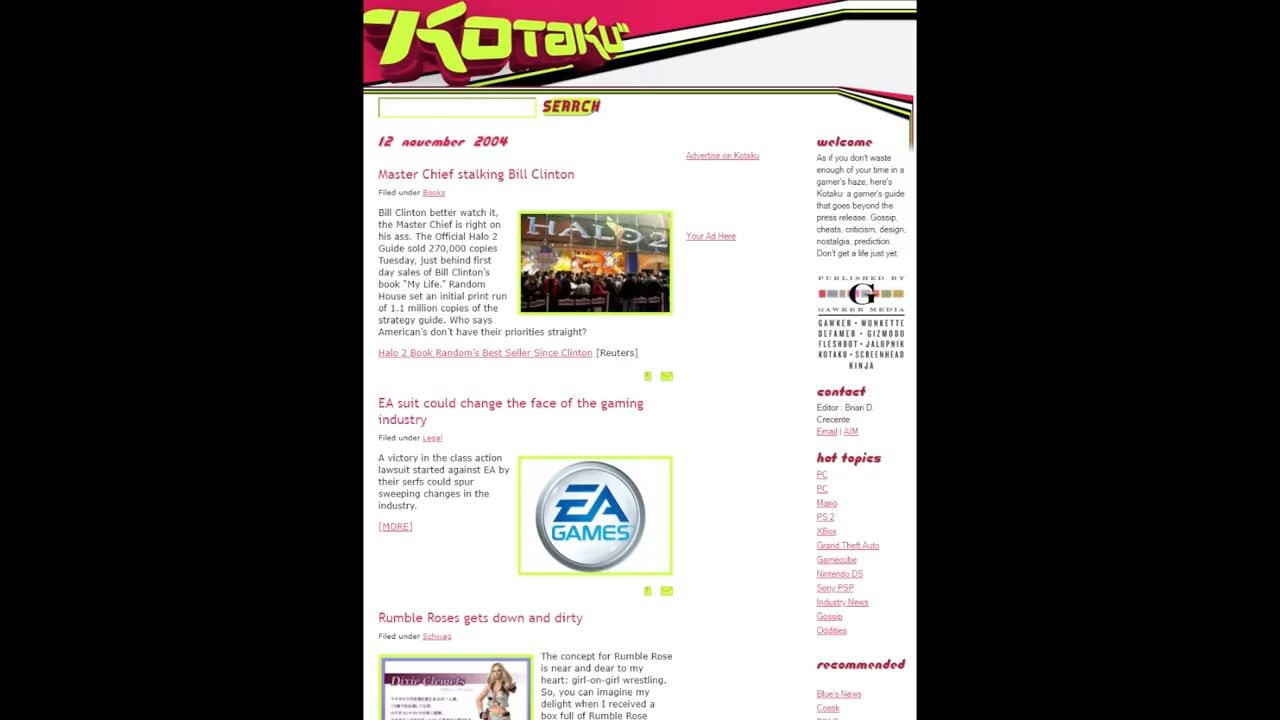 Kotaku
SEARCH
12 november 2004
Master Chief stalking Bill Clinton
Filed under Books
Bill Clinton better watch it,
the Master Chief is right on
his ass. The Official Halo 2
Guide sold 270,000 copies
Tuesday, just behind first
day sales of Bill Clinton's
book "My Life." Random
House set an initial print run
of 1.1 million copies of the
strategy guide. Who says
American's don't have their priorities straight?
HALO 2
Halo 2 Book Random's Best Seller Since Clinton [Reuters]
EA suit could change the face of the gaming
industry
Filed under Legal
A victory in the class action
lawsuit started against EA by
their serfs could spur
sweeping changes in the
industry.
[MORE]
EA
GAMES
Rumble Roses gets down and dirty
Filed under Schwag
Dixie-Clemets
The concept for Rumble Rose
is near and dear to my
heart: girl-on-girl wrestling.
So, you can imagine my
delight when I received a
box full of Rumble Rose
Advertise on Kotaku
Your Ad Here
welcome
As if you don't waste
enough of your time in a
gamer's haze, here's
Kotaku: a gamer's guide
that goes beyond the
press release. Gossip,
cheats, criticism, design,
nostalgia, prediction.
Don't get a life just yet.
PUBLISHED BY
G
GAWKER MEDIA
GAWKER • WONKETTE
DEFAMER • GIZMODO
FLESHBOT • JALOPNIK
KOTAKU • SCREENHEAD
KINJA
contact
Editor : Brian D.
Crecente
Email | AIM
hot topics
PC
PC
Mario
PS 2
XBox
Grand Theft Auto
Gamecube
Nintendo DS
Sony PSP
Industry News
Gossip
Oddities
recommended
Blue's News
Costik